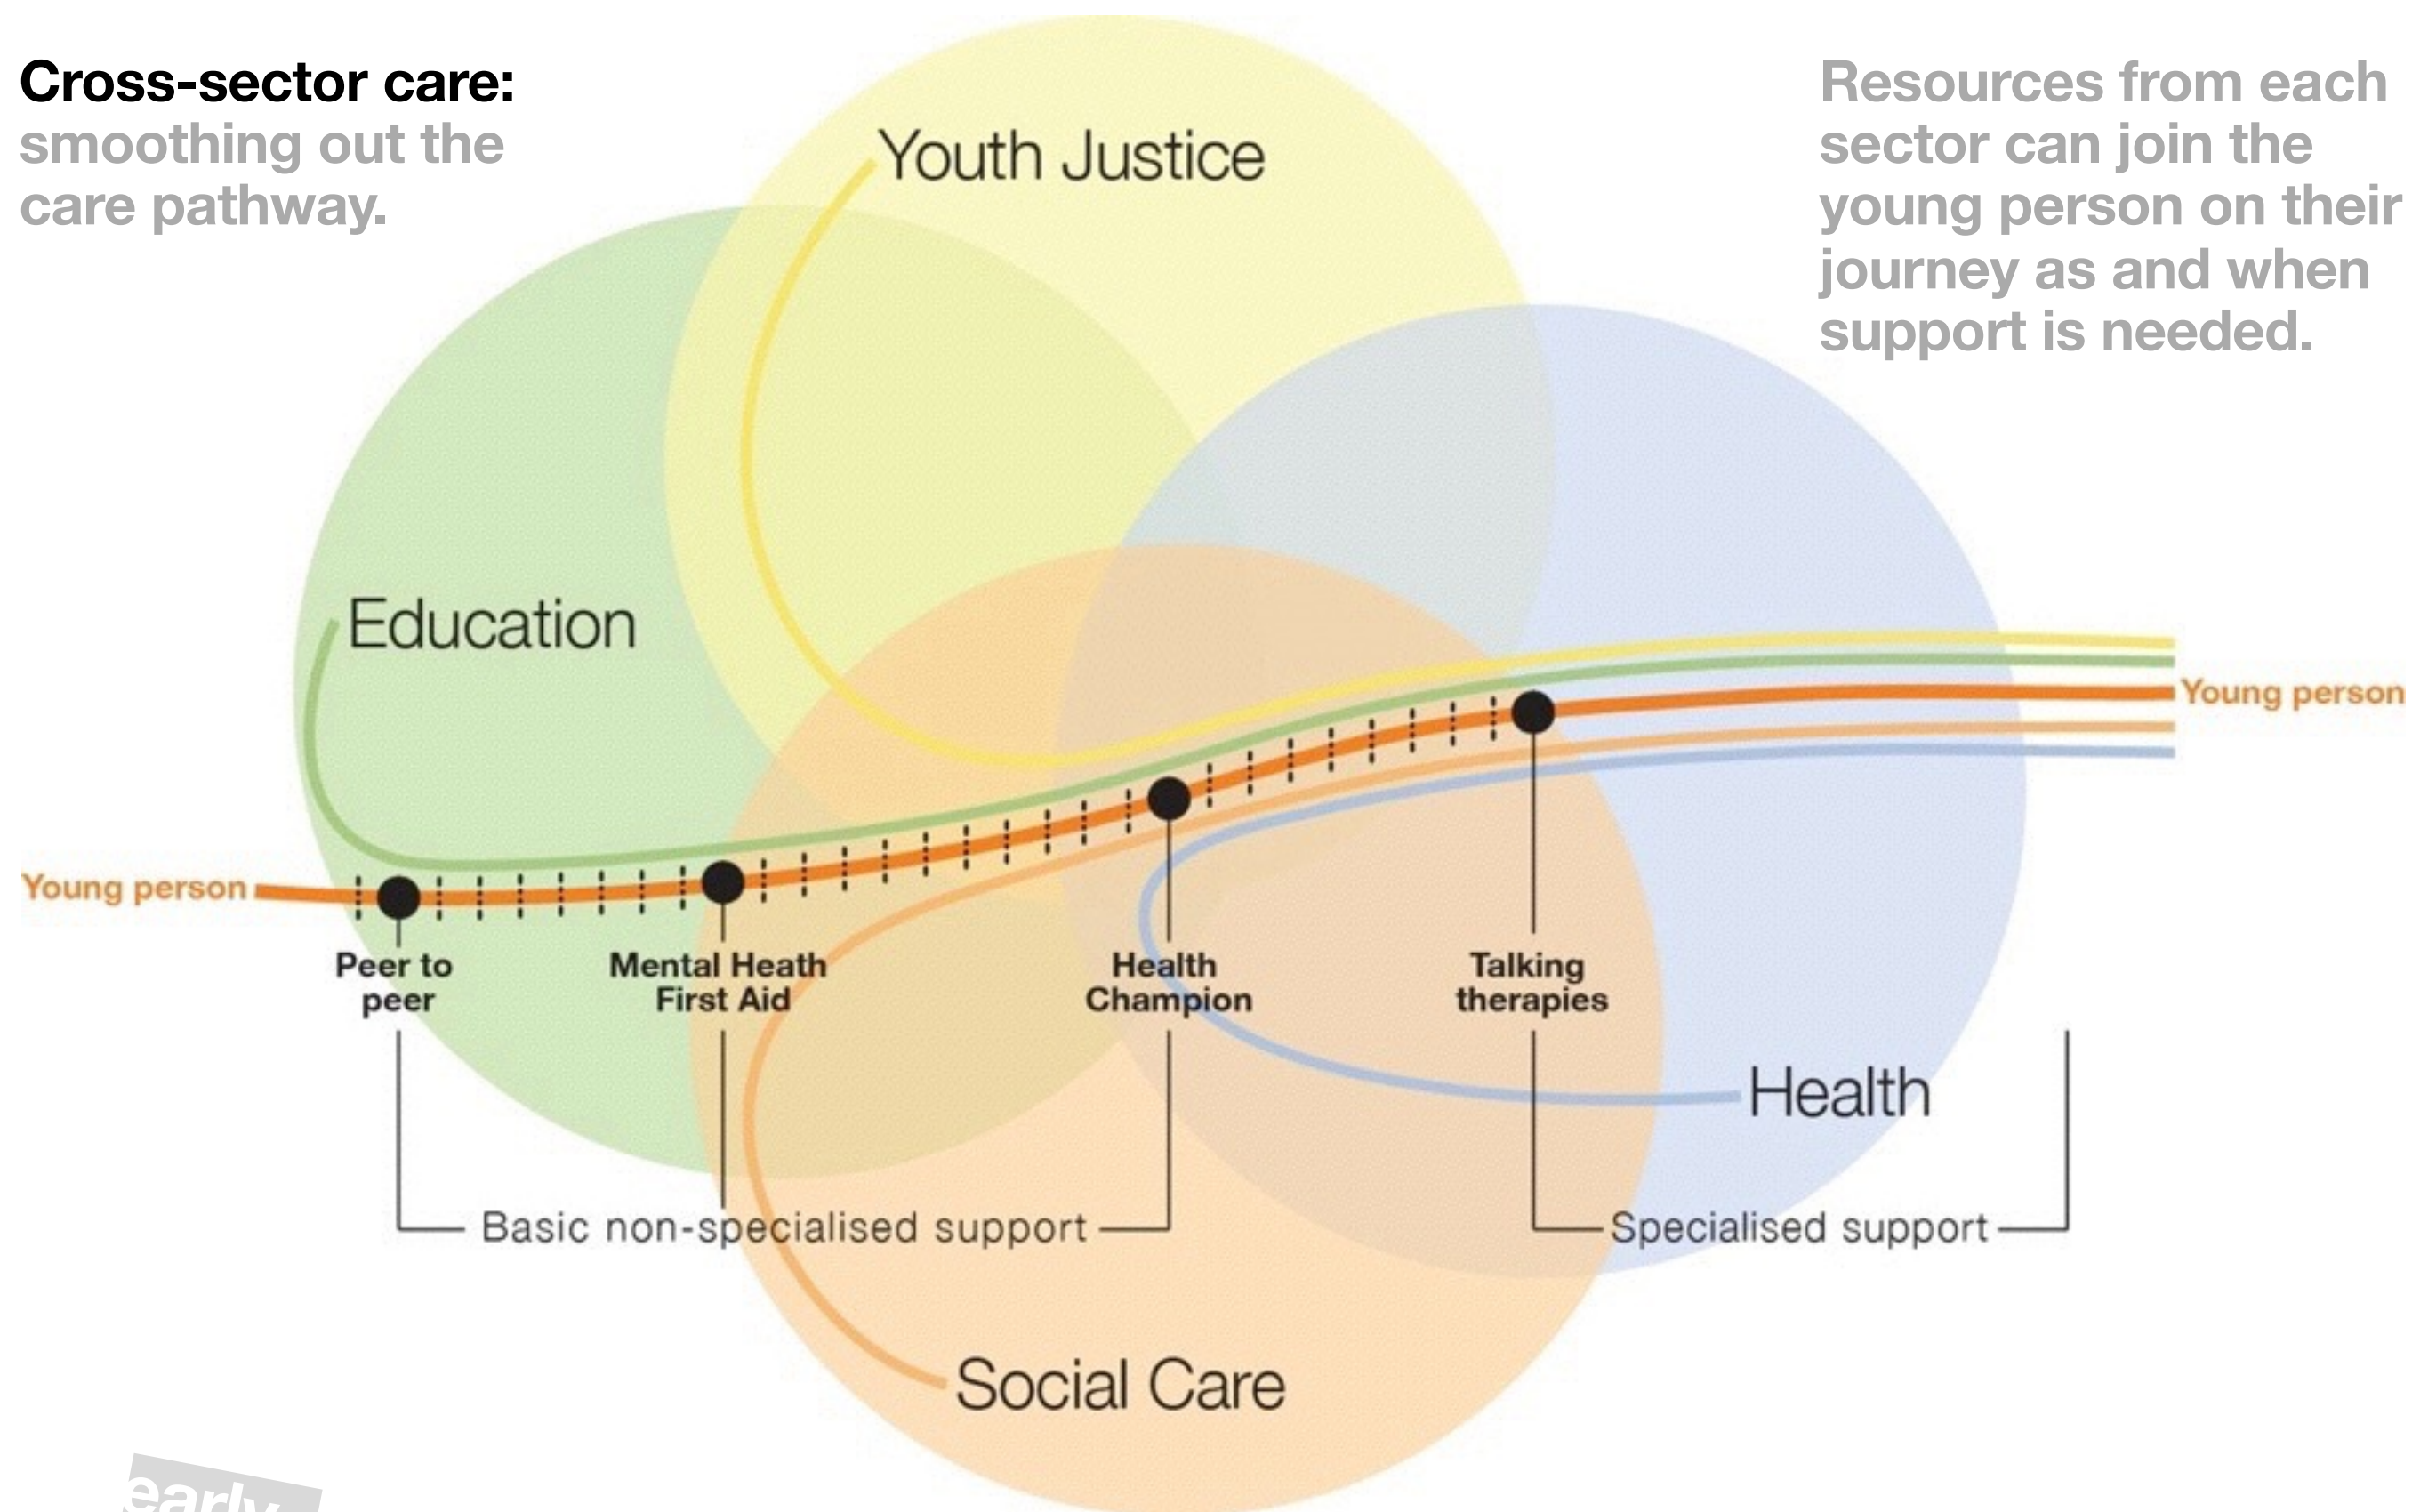 Cross-sector care:
smoothing out the
care pathway.
Resources from each
sector can join the
young person on their
journey as and when
support is needed.
Youth Justice
Education
Young person
Young person
Peer to
peer
Mental Heath
First Aid
Health
Champion
Talking
therapies
Health
Basic non-specialised support
Specialised support
Social Care
early